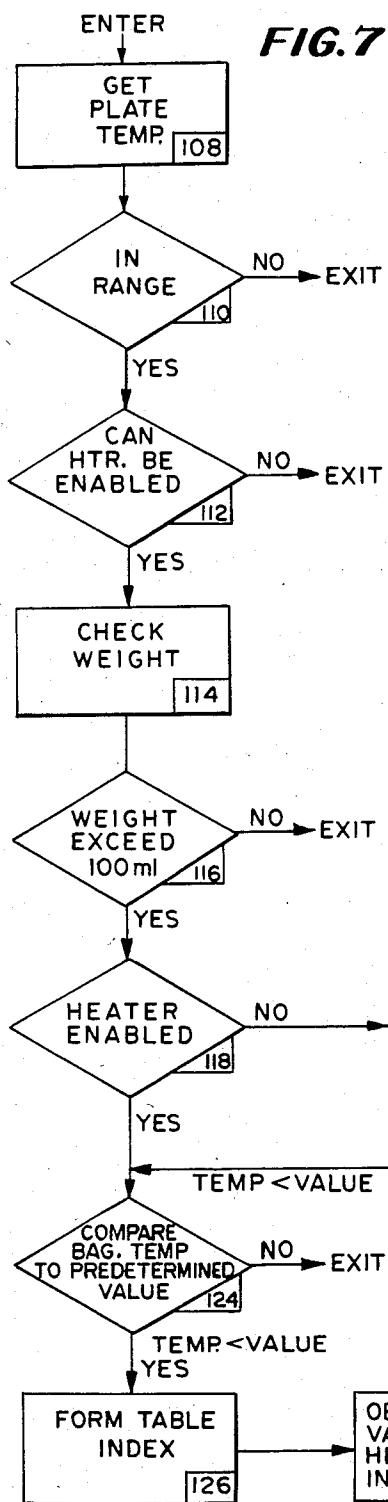 ENTER
FIG.7
GET
PLATE
TEMP.
108
IN
RANGE
NO
EXIT
110
YES
CAN
HTR. BE
ENABLED
NO
EXIT
112
YES
CHECK
WEIGHT
114
WEIGHT
EXCEED
100ml
NO
EXIT
116
YES
HEATER
ENABLED
NO
118
YES
TEMP<VALUE
COMPARE
BAG. TEMP
TO PREDETERMINED
VALUE
NO
EXIT
124
TEMP.<VALUE
YES
FORM TABLE
INDEX
126